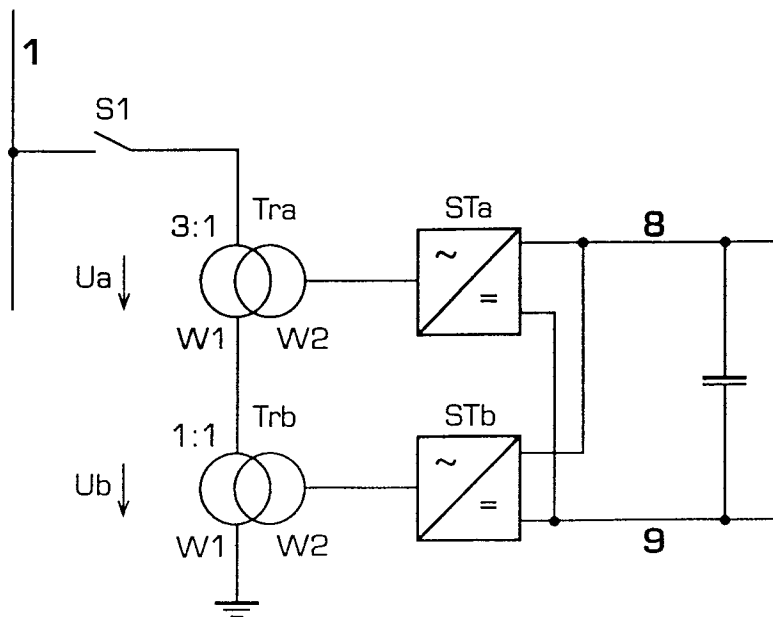 1
S1
Tra
STa
3:1
8
~
Ua
=
W1
W2
Trb
STb
1:1
~
Ub
=
W1
W2
9